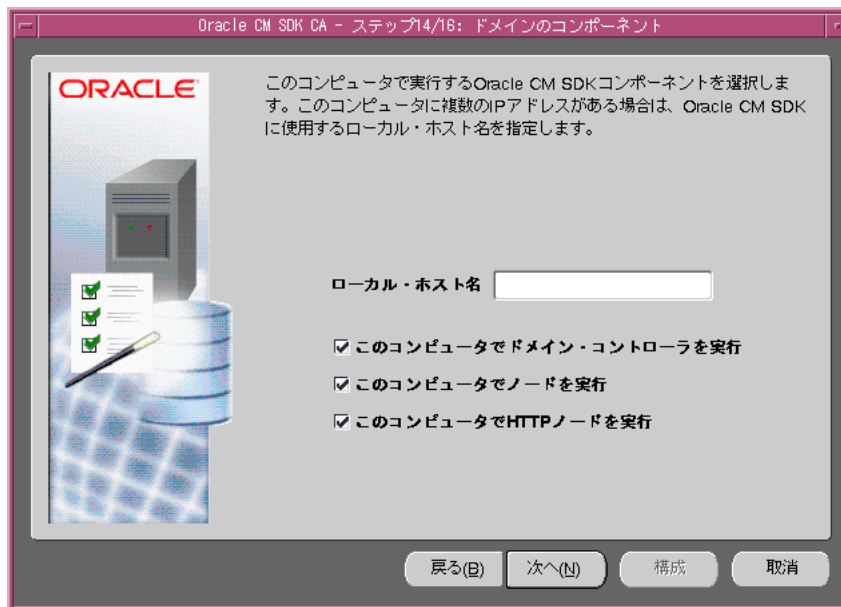 Oracle CM SDK CA - ステップ14/16: ドメインのコンポーネント
ORACLE
このコンピュータで実行するOracle CM SDKコンポーネントを選択しま
す。このコンピュータに複数のIPアドレスがある場合は、Oracle CM SDK
に使用するローカル・ホスト名を指定します。
ローカル・ホスト名
このコンピュータでドメイン・コントローラを実行
このコンピュータでノードを実行
このコンピュータでHTTPノードを実行
戻る(B)
次へ(N)
構成
取消